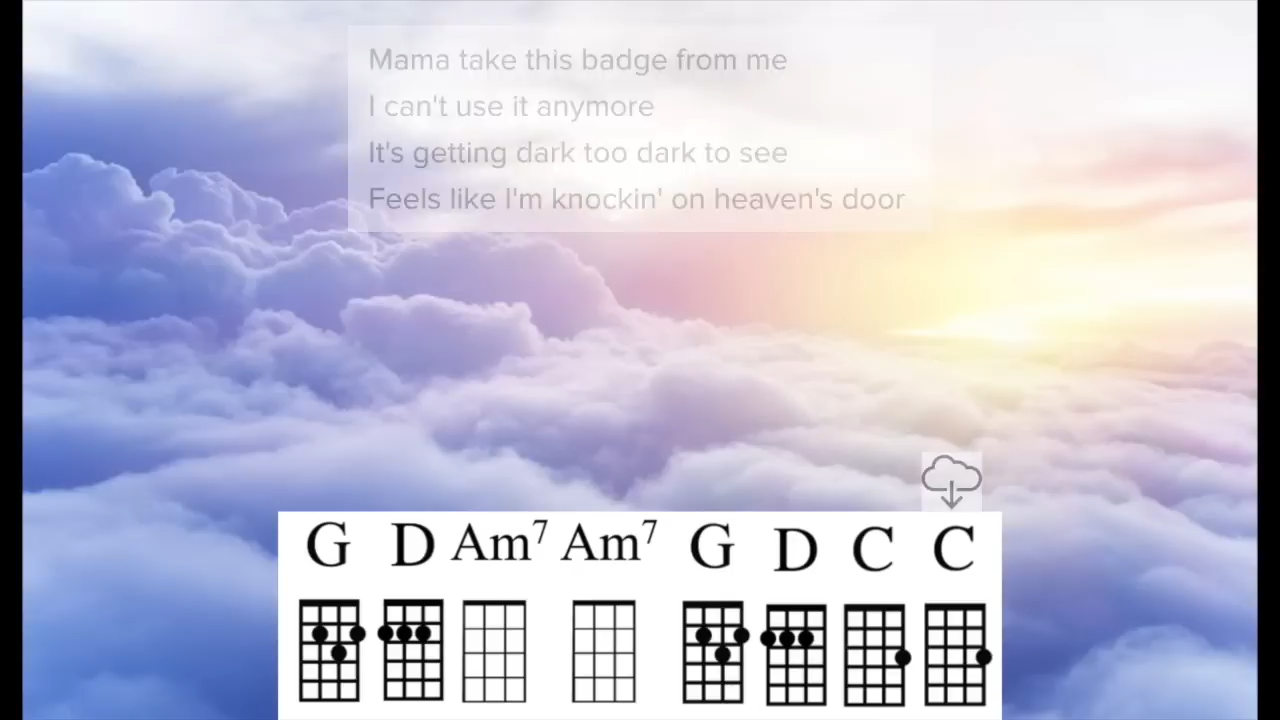 Mama take this badge from me
I can't use it anymore
It's getting dark too dark to see
Feels like I'm knockin' on heaven's door
G D Am7 Am7 G D C C